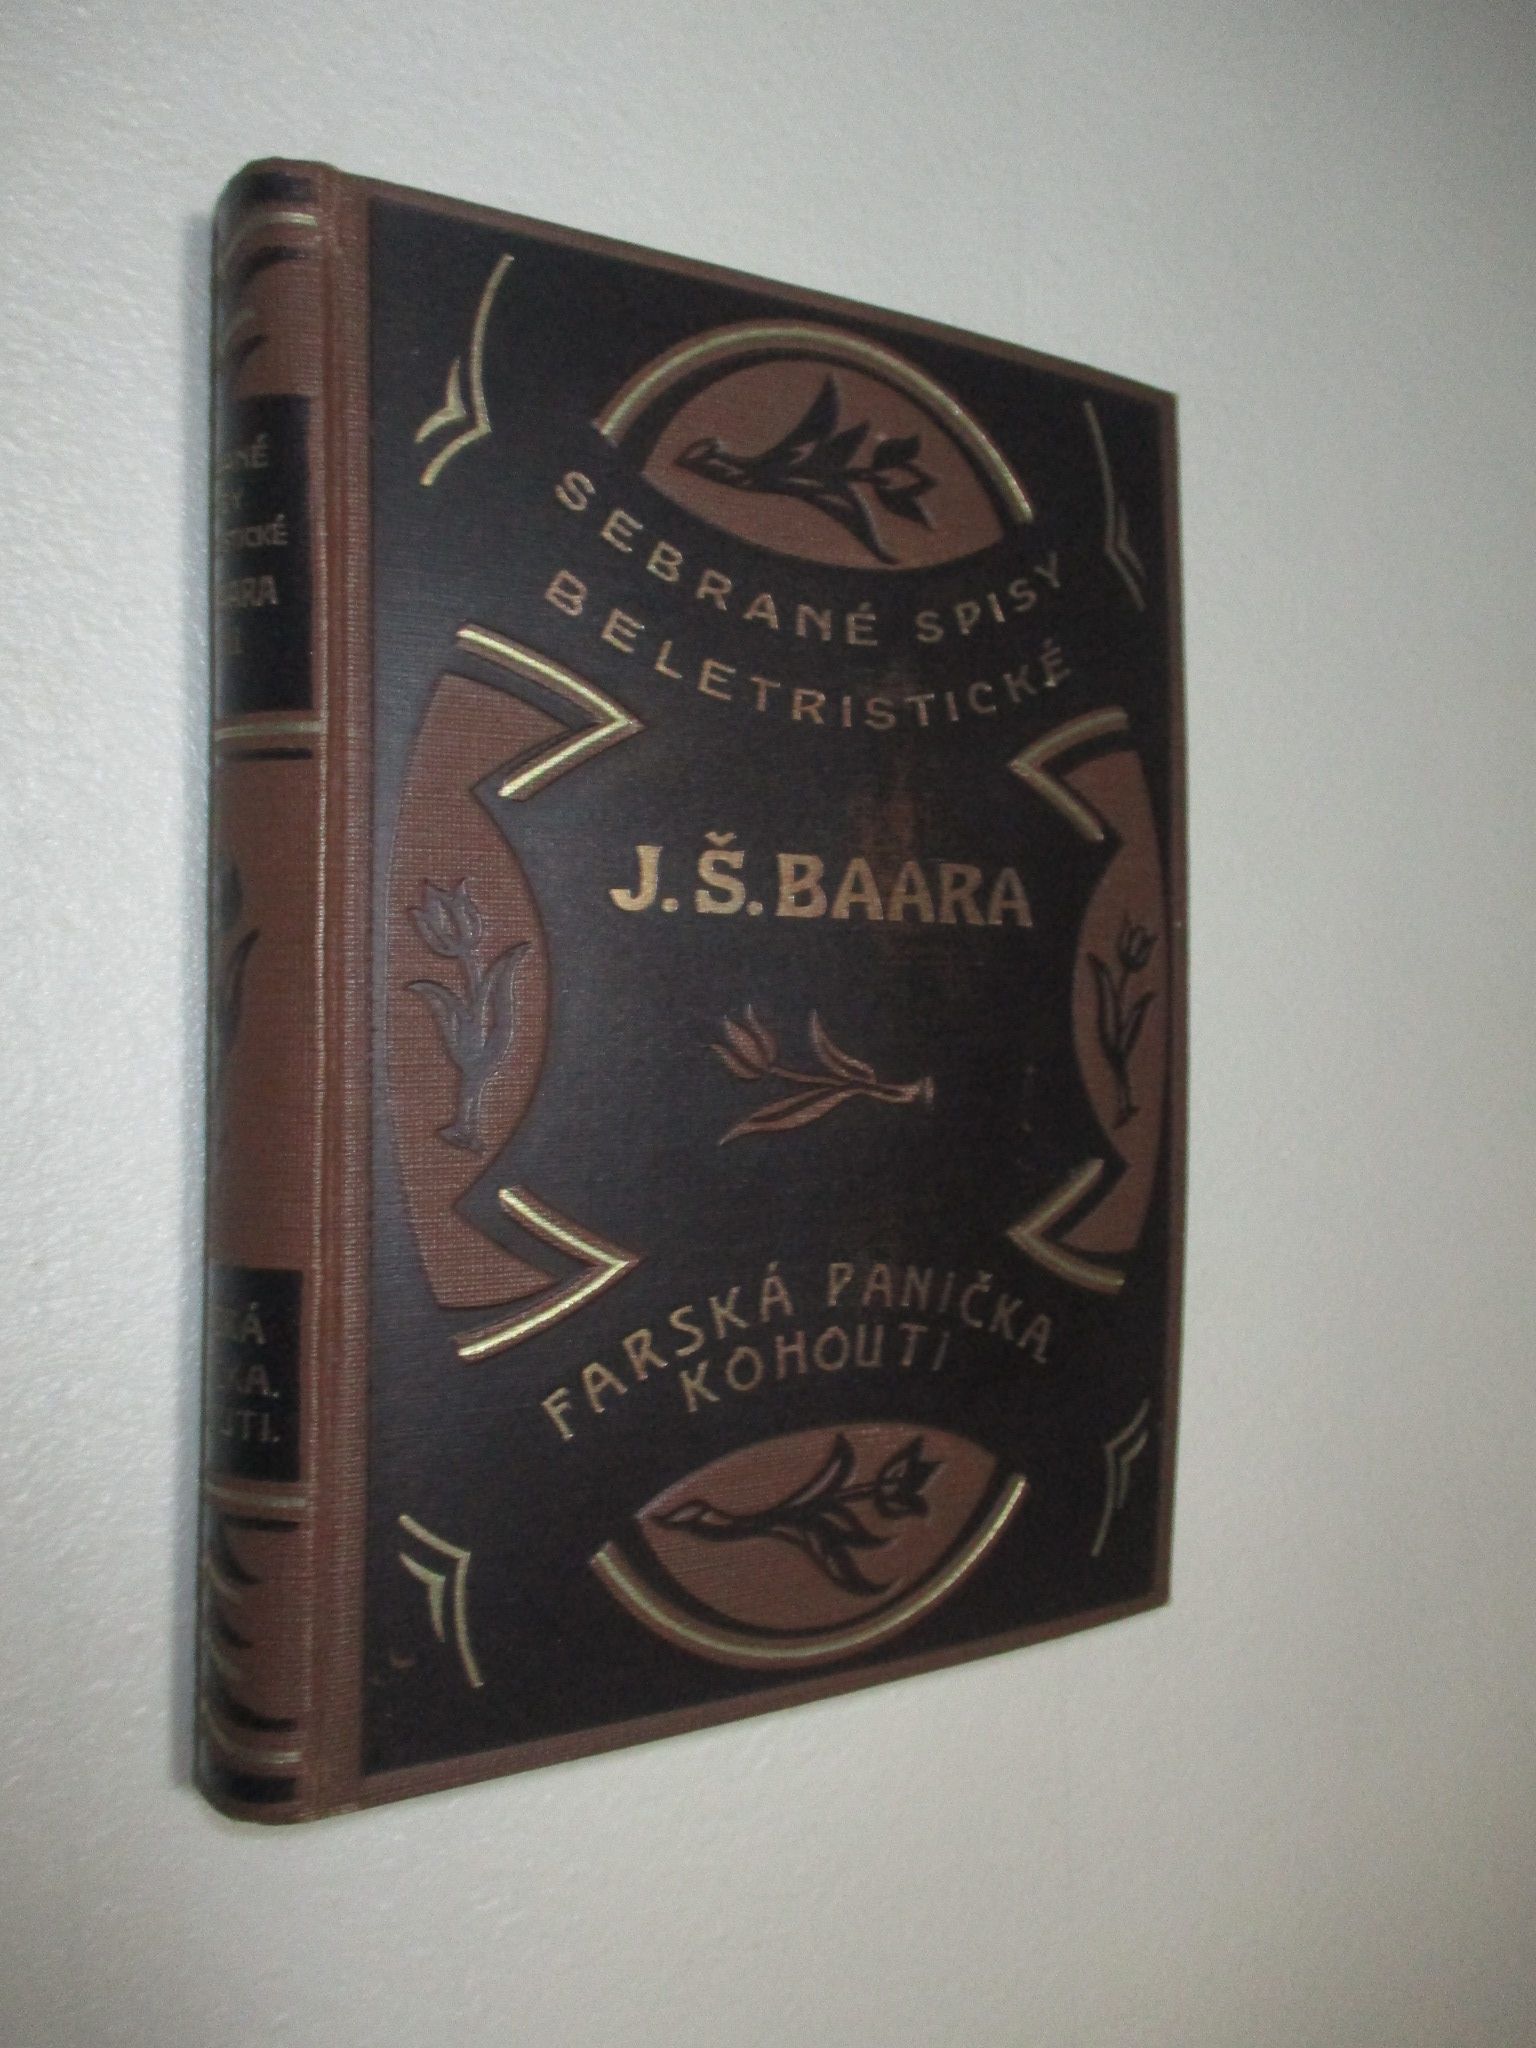 SEBRANÉ SPISY
BELETRISTICKÉ
J. Š. BAARA
FARSKÁ PANIČKA
KOHOUTI